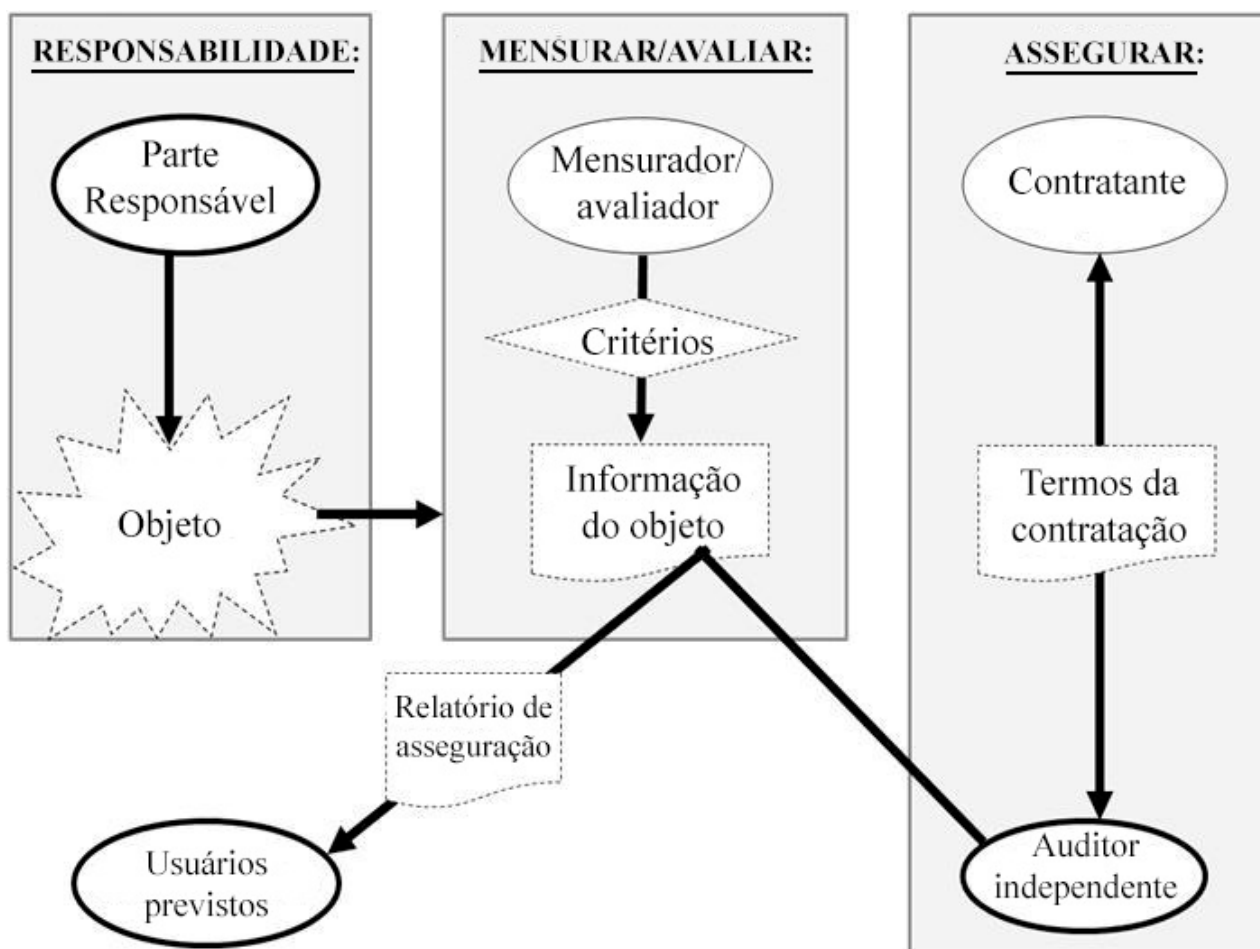 RESPONSABILIDADE:
Parte
Responsável
Objeto
MENSURAR/AVALIAR:
Mensurador/
avaliador
Critérios
Informação
do objeto
ASSEGURAR:
Contratante
Termos da
contratação
Auditor
independente
Relatório de
asseguração
Usuários
previstos